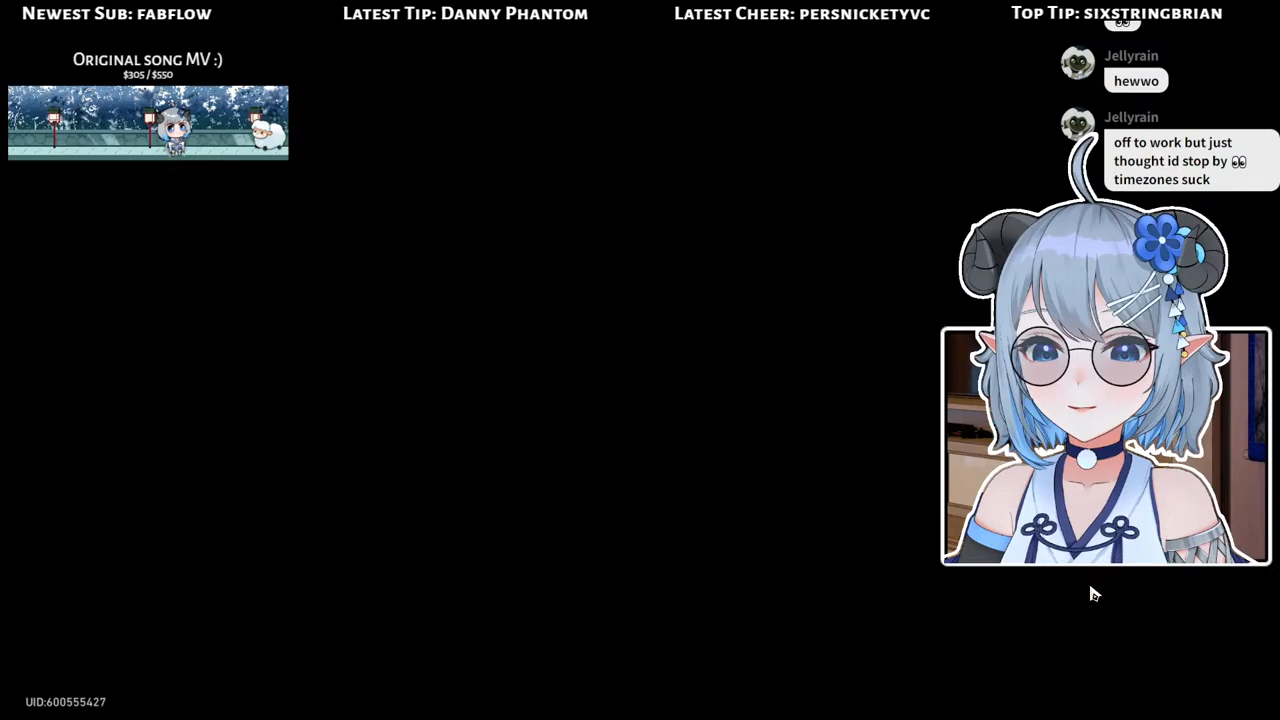 Newest Sub: fabflow
Latest Tip: Danny Phantom
Latest Cheer: persnicketyvc
Top Tip: sixstringbrian
Original song MV :)
$305 / $550
Jellyrain
hewwo
Jellyrain
off to work but just
thought id stop by 👀
timezones suck
UID:600555427